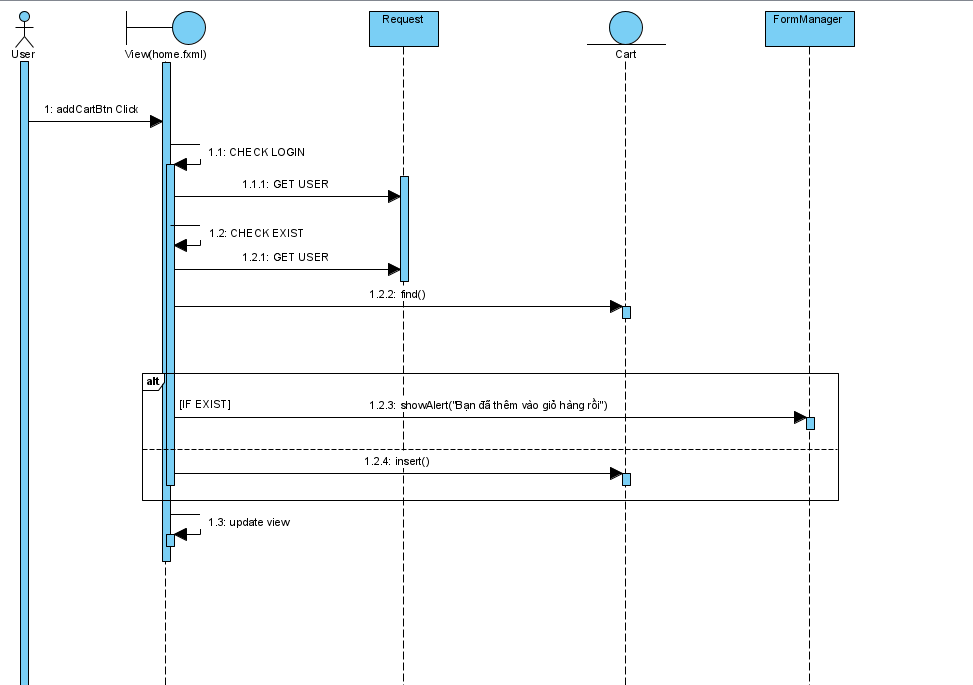 User
View(home.fxml)
Request
Cart
FormManager
1: addCartBtn Click
1.1: CHECK LOGIN
1.1.1: GET USER
1.2: CHECK EXIST
1.2.1: GET USER
1.2.2: find()
alt
[IF EXIST]
1.2.3: showAlert("Bạn đã thêm vào giỏ hàng rồi")
1.2.4: insert()
1.3: update view